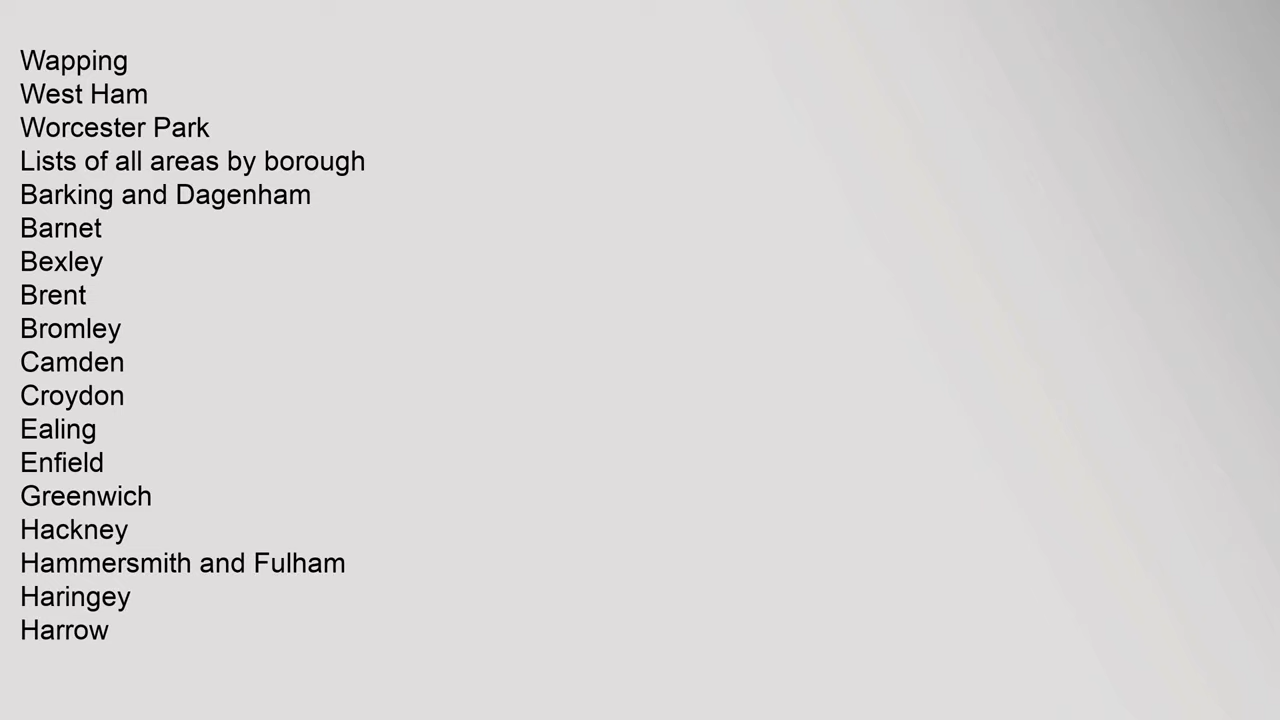 Wapping
West Ham
Worcester Park
Lists of all areas by borough
Barking and Dagenham
Barnet
Bexley
Brent
Bromley
Camden
Croydon
Ealing
Enfield
Greenwich
Hackney
Hammersmith and Fulham
Haringey
Harrow